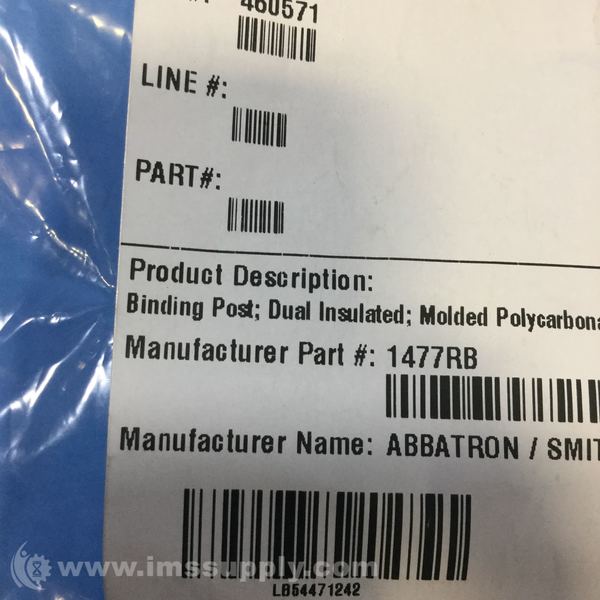 460571
LINE #:
PART#:
Product Description:
Binding Post; Dual Insulated; Molded Polycarbona
Manufacturer Part #: 1477RB
Manufacturer Name: ABBATRON / SMIT
LB54471242
www.imssupply.com